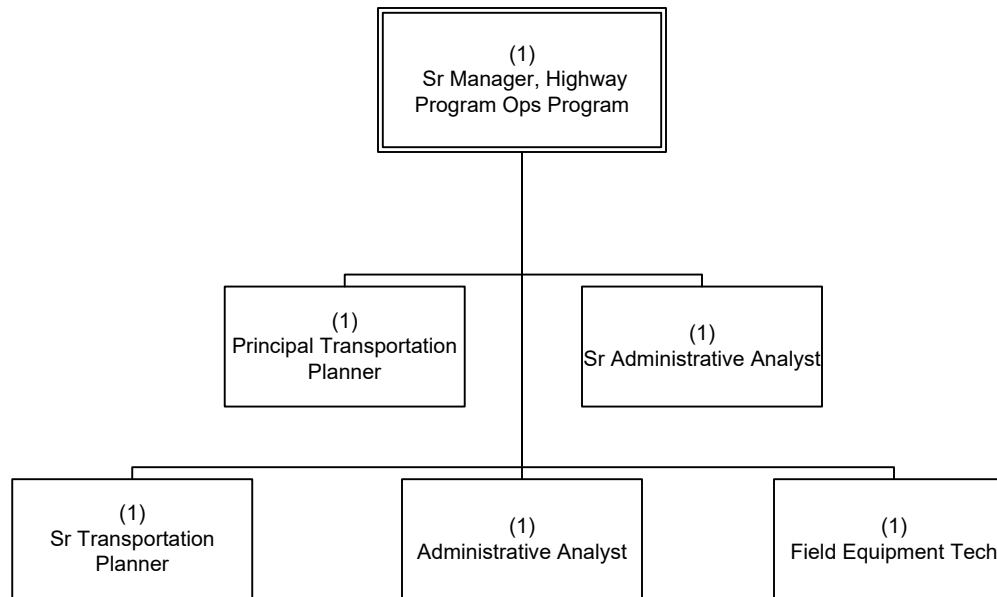 (1)
Sr Manager, Highway
Program Ops Program
(1)
Principal Transportation
Planner
(1)
Sr Administrative Analyst
(1)
Sr Transportation
Planner
(1)
Administrative Analyst
(1)
Field Equipment Tech